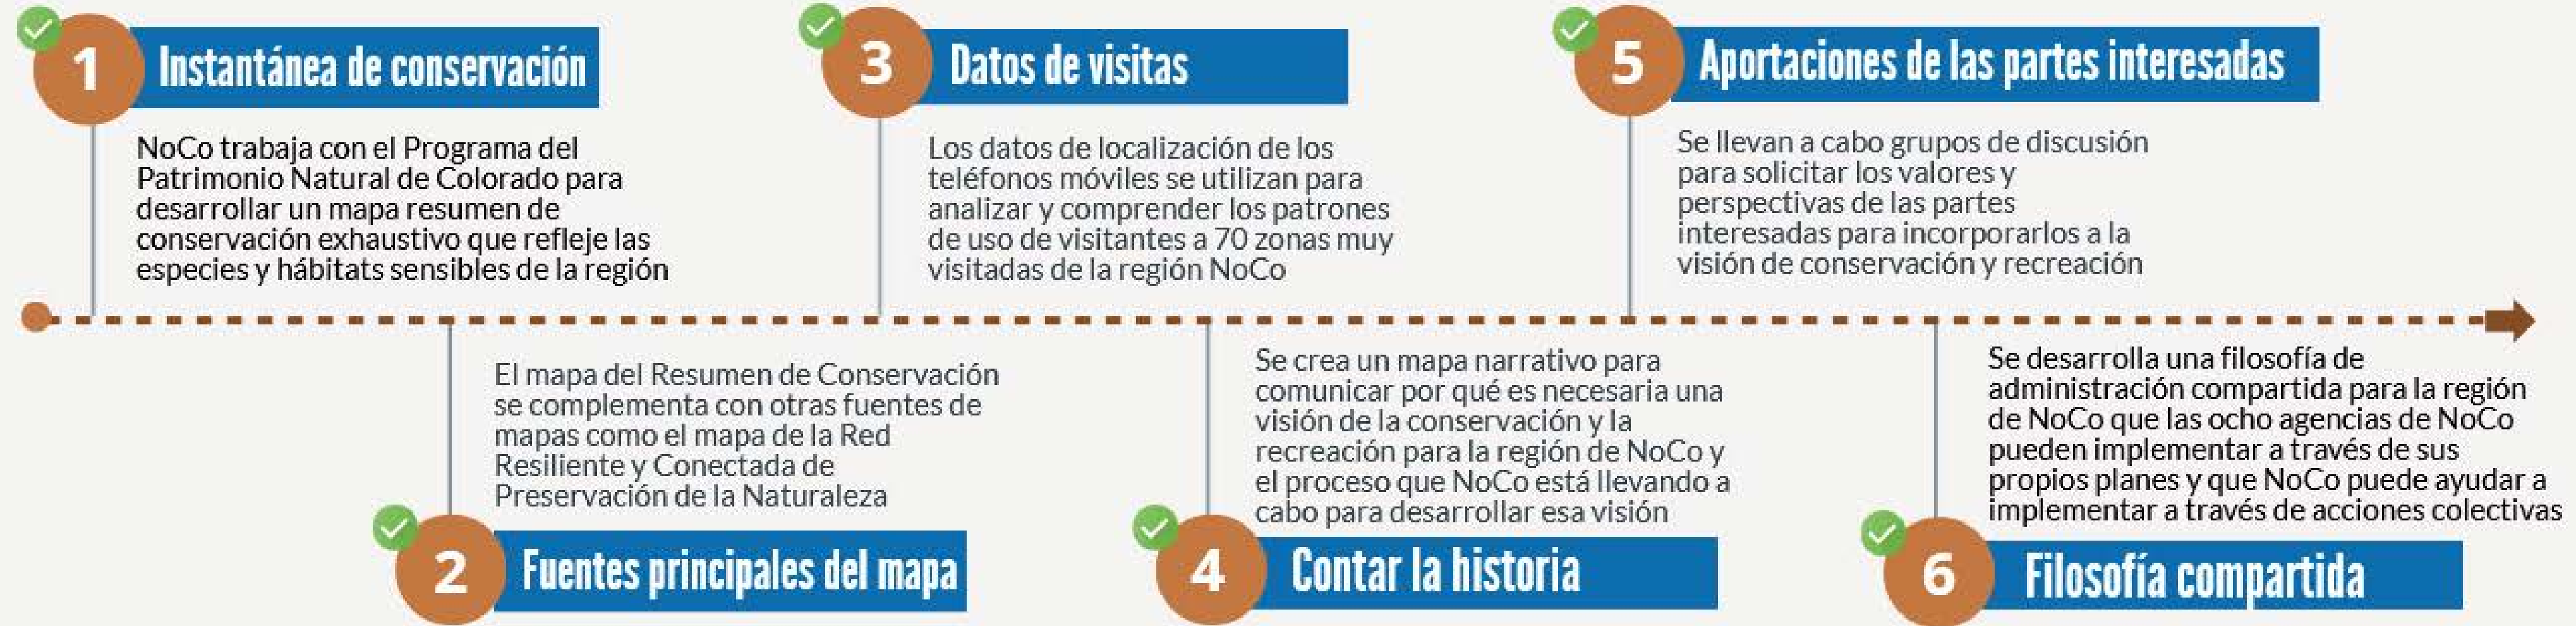 1
Instantánea de conservación
NoCo trabaja con el Programa del
Patrimonio Natural de Colorado para
desarrollar un mapa resumen de
conservación exhaustivo que refleje las
especies y hábitats sensibles de la región
El mapa del Resumen de Conservación
se complementa con otras fuentes de
mapas como el mapa de la Red
Resiliente y Conectada de
Preservación de la Naturaleza
2
Fuentes principales del mapa
3
Datos de visitas
Los datos de localización de los
teléfonos móviles se utilizan para
analizar y comprender los patrones
de uso de visitantes a 70 zonas muy
visitadas de la región NoCo
Se crea un mapa narrativo para
comunicar por qué es necesaria una
visión de la conservación y la
recreación para la región de NoCo y
el proceso que NoCo está llevando a
cabo para desarrollar esa visión
4
Contar la historia
5
Aportaciones de las partes interesadas
Se llevan a cabo grupos de discusión
para solicitar los valores y
perspectivas de las partes
interesadas para incorporarlos a la
visión de conservación y recreación
Se desarrolla una filosofía de
administración compartida para la región
de NoCo que las ocho agencias de NoCo
pueden implementar a través de sus
propios planes y que NoCo puede ayudar a
implementar a través de acciones colectivas
6
Filosofía compartida